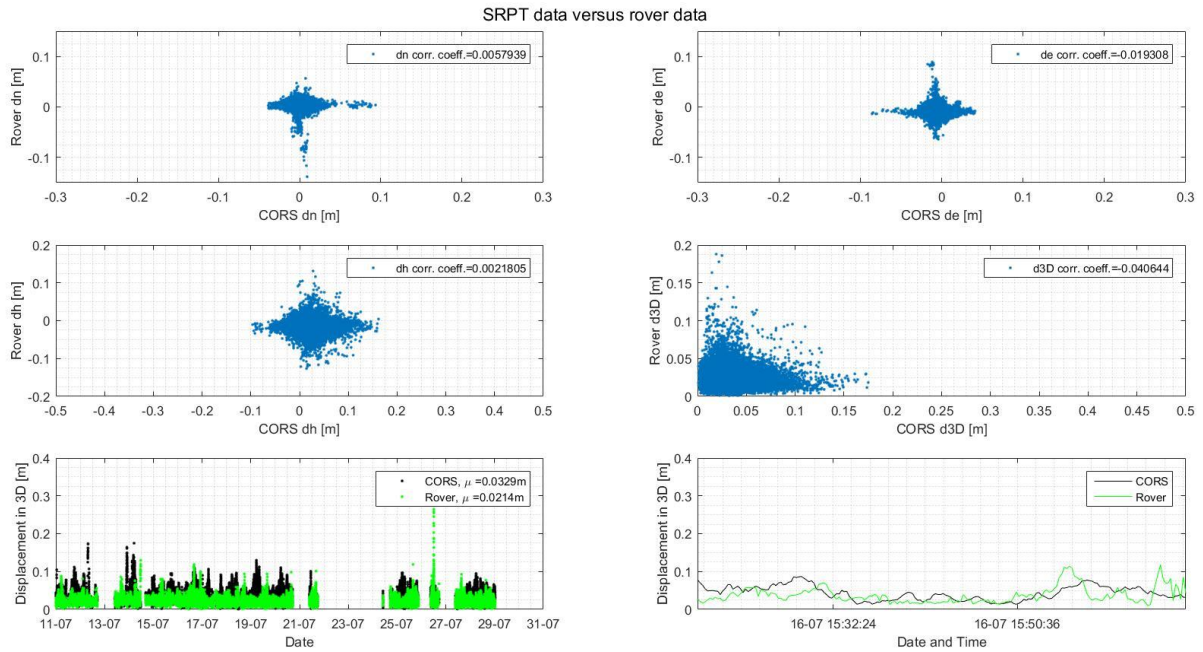 SRPT data versus rover data
dn corr. coeff.=0.0057939
Rover dn [m]
0.1
0
-0.1
-0.3 -0.2 -0.1 0 0.1 0.2 0.3
CORS dn [m]
de corr. coeff.=-0.019308
Rover de [m]
0.1
0
-0.1
-0.3 -0.2 -0.1 0 0.1 0.2 0.3
CORS de [m]
dh corr. coeff.=0.0021805
Rover dh [m]
0.2
0.1
0
-0.1
-0.2
-0.5 -0.4 -0.3 -0.2 -0.1 0 0.1 0.2 0.3 0.4 0.5
CORS dh [m]
d3D corr. coeff.=-0.040644
Rover d3D [m]
0.2
0.15
0.1
0.05
0
0 0.05 0.1 0.15 0.2 0.25 0.3 0.35 0.4 0.45 0.5
CORS d3D [m]
CORS, μ =0.0329m
Rover, μ =0.0214m
Displacement in 3D [m]
0.4
0.3
0.2
0.1
0
11-07 13-07 15-07 17-07 19-07 21-07 23-07 25-07 27-07 29-07 31-07
Date
CORS
Rover
Displacement in 3D [m]
0.4
0.3
0.2
0.1
0
16-07 15:32:24 16-07 15:50:36
Date and Time